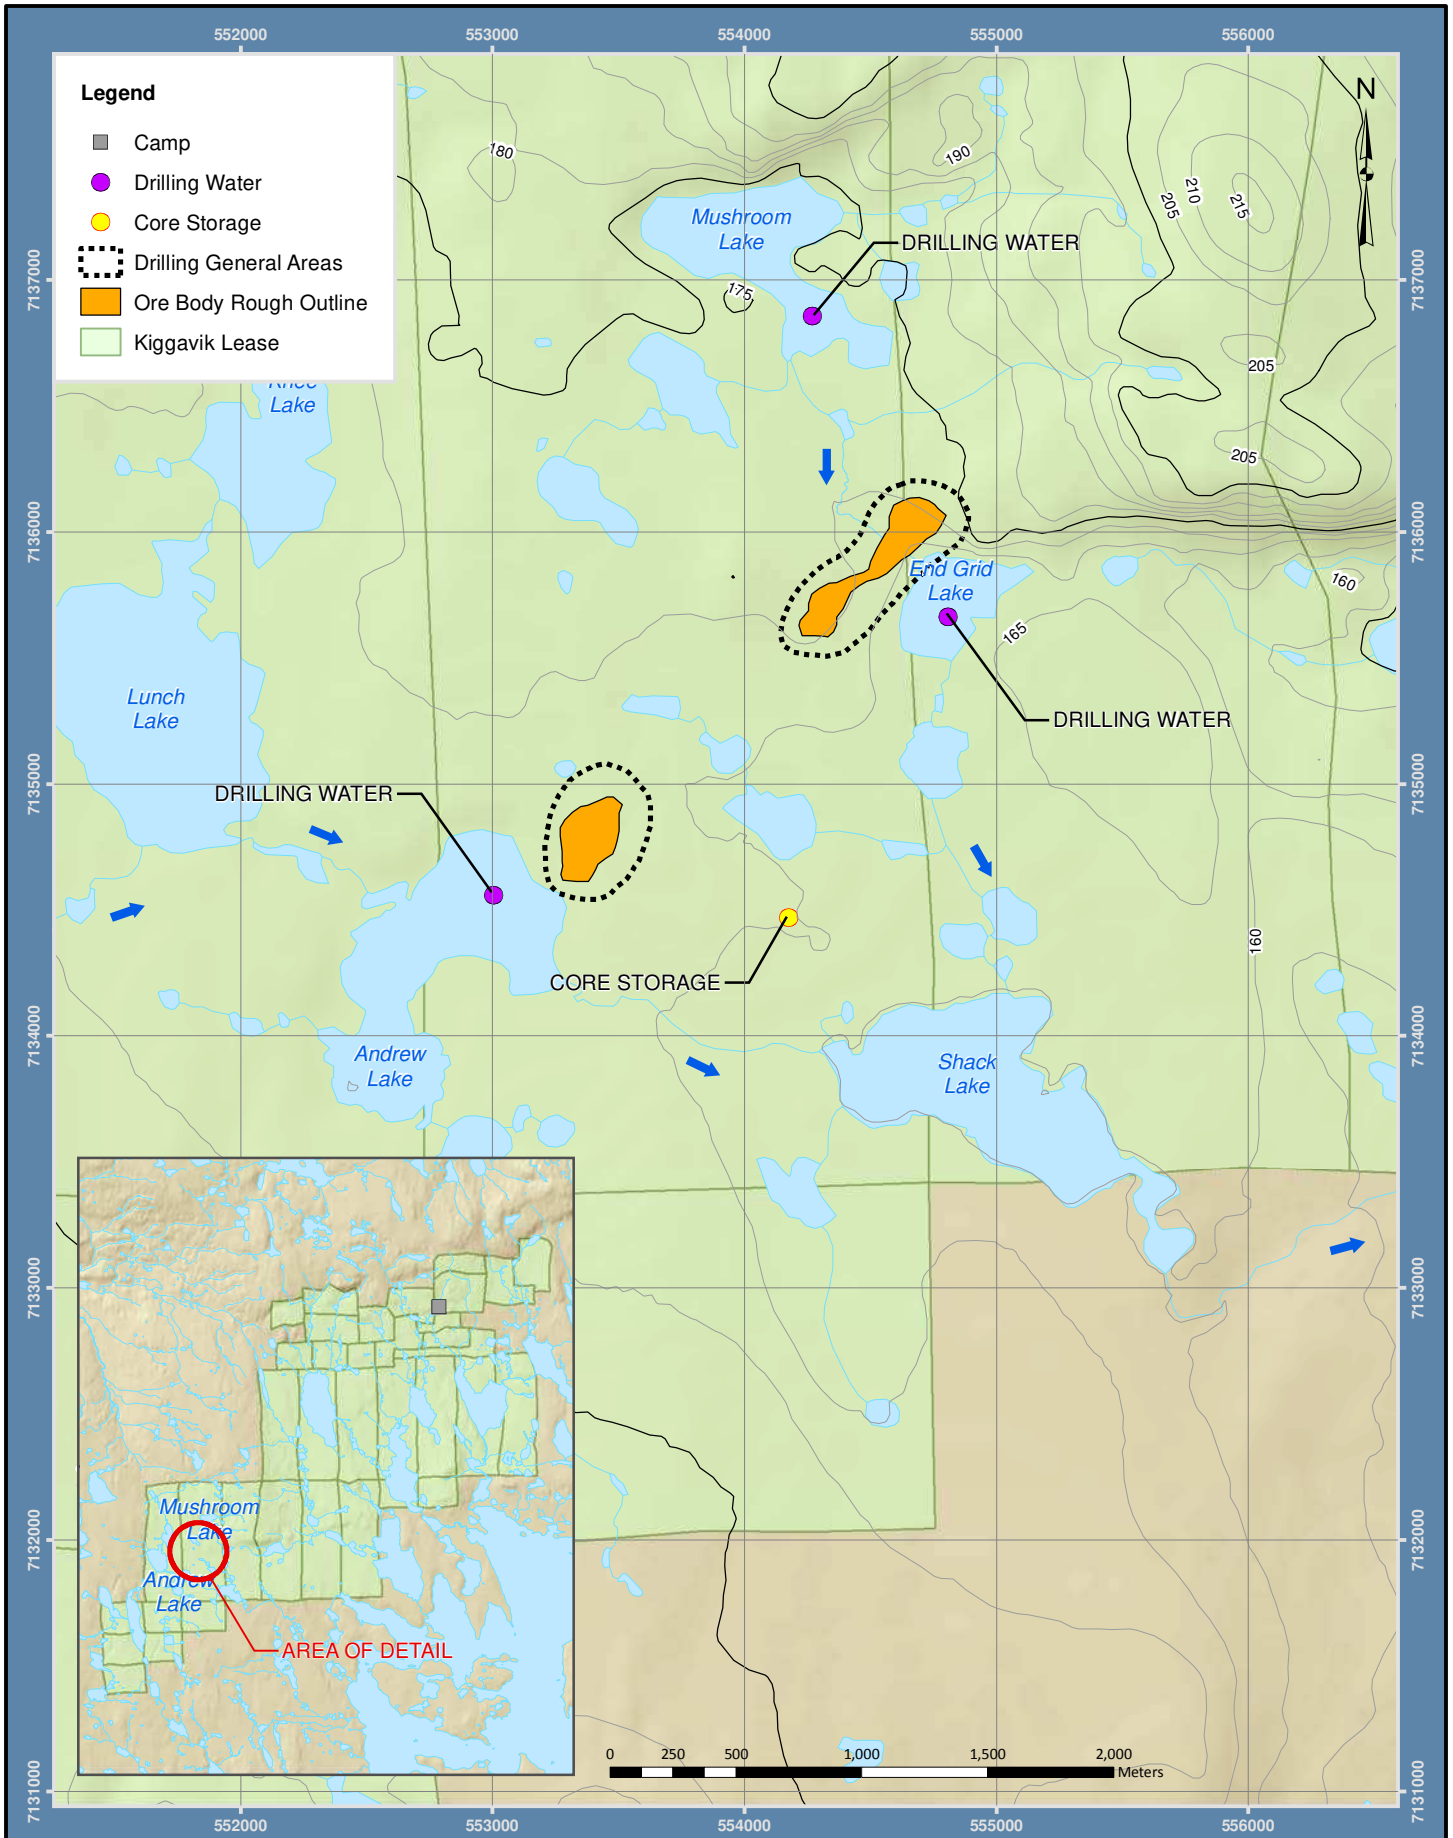 552000
553000
554000
555000
556000
Legend
Camp
Drilling Water
Core Storage
Drilling General Areas
Ore Body Rough Outline
Kiggavik Lease
N
180
190
205
210
215
Mushroom
Lake
DRILLING WATER
7137000
7137000
175
205
Knee
Lake
205
7136000
7136000
End Grid
Lake
160
165
Lunch
Lake
DRILLING WATER
7135000
7135000
DRILLING WATER
160
CORE STORAGE
7134000
7134000
Andrew
Lake
Shack
Lake
7133000
7133000
Mushroom
Lake
7132000
7132000
Andrew
Lake
AREA OF DETAIL
0
250
500
1,000
1,500
2,000
Meters
7131000
7131000
552000
553000
554000
555000
556000